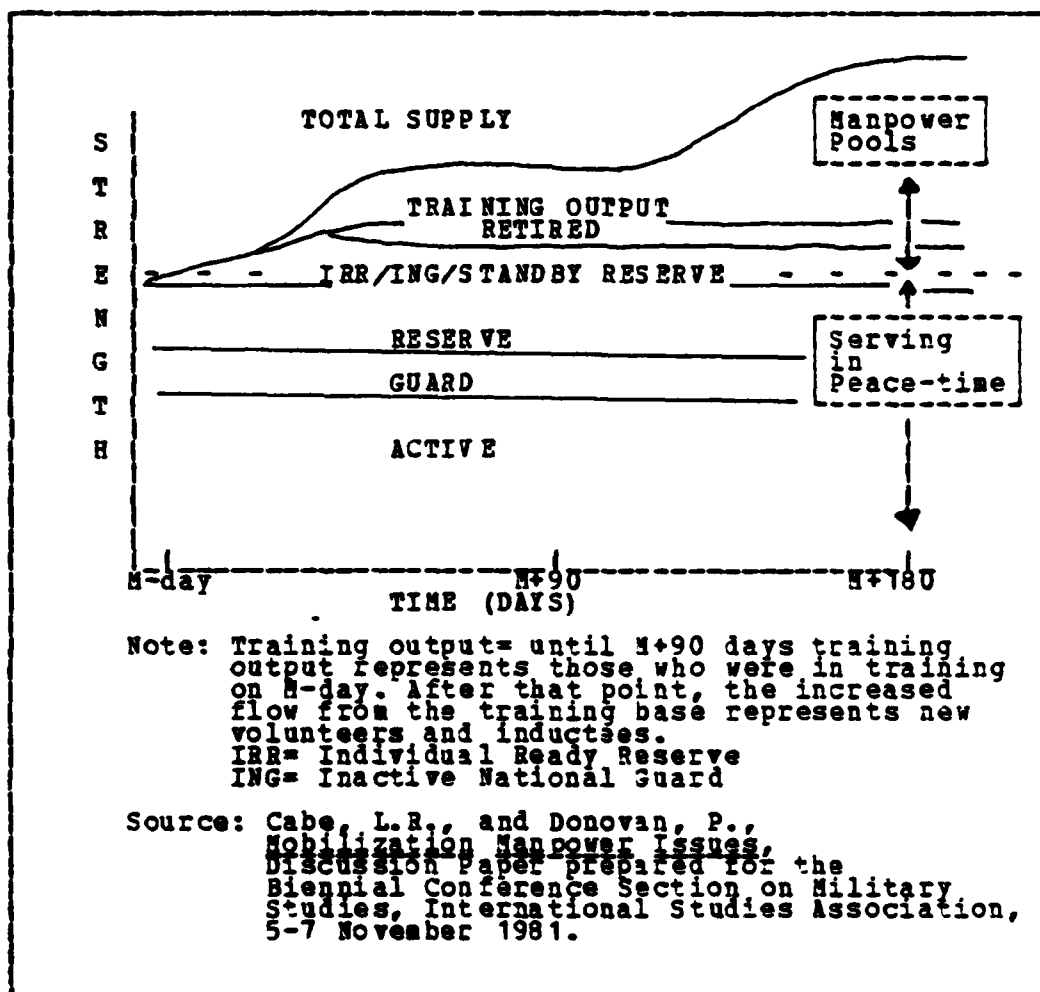 TOTAL SUPPLY
Manpower
Pools
STRENGTH
TRAINING OUTPUT
RETIRED
IRR/ING/STANDBY RESERVE
RESERVE
Serving
in
Peace-time
GUARD
ACTIVE
M-day M+90 M+180
TIME (DAYS)
Note: Training output= until M+90 days training
output represents those who were in training
on M-day. After that point, the increased
flow from the training base represents new
volunteers and inductees.
IRR= Individual Ready Reserve
ING= Inactive National Guard
Source: Cabe, L.R., and Donovan, P.,
Mobilization Manpower Issues,
Discussion Paper prepared for the
Biennial Conference Section on Military
Studies, International Studies Association,
5-7 November 1981.